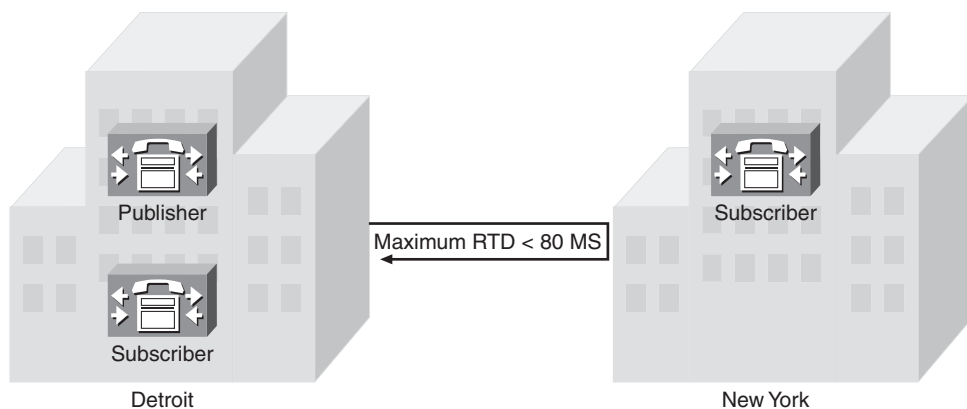 Publisher
Subscriber
Maximum RTD < 80 MS
Subscriber
Detroit
New York